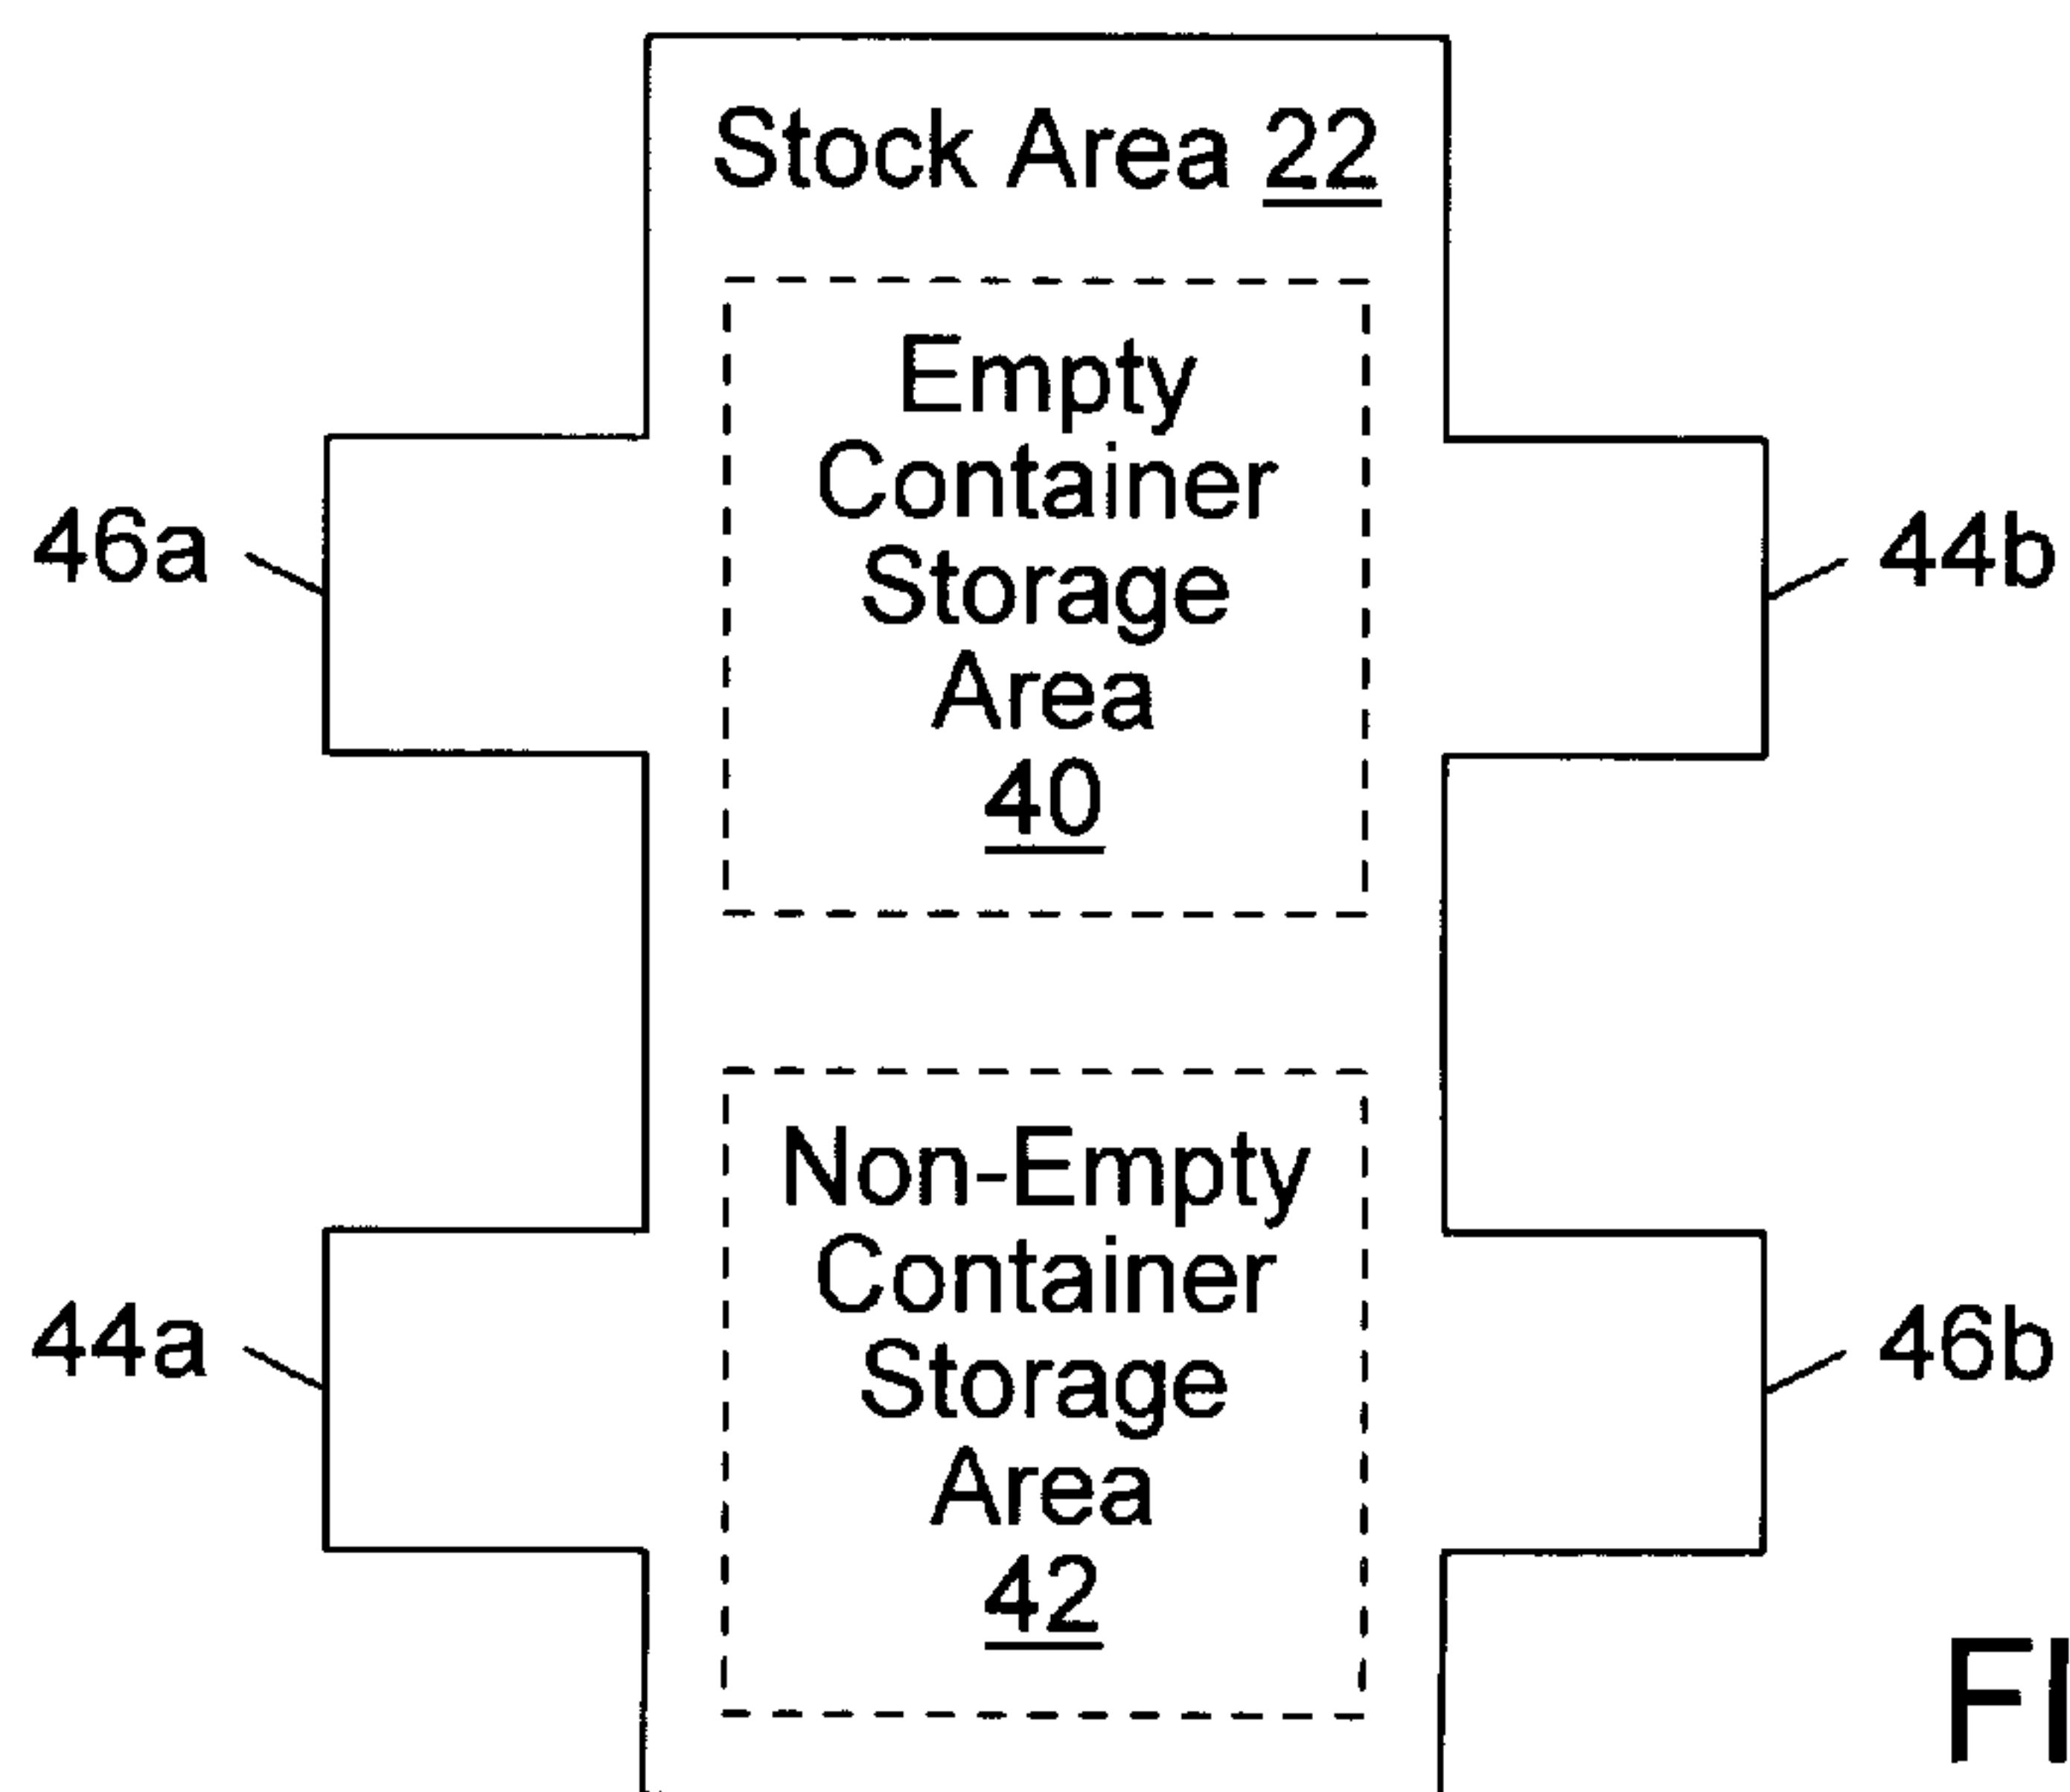 Stock Area 22
Empty
Container
Storage
Area
40
46a
44b
Non-Empty
Container
Storage
Area
42
44a
46b
FI